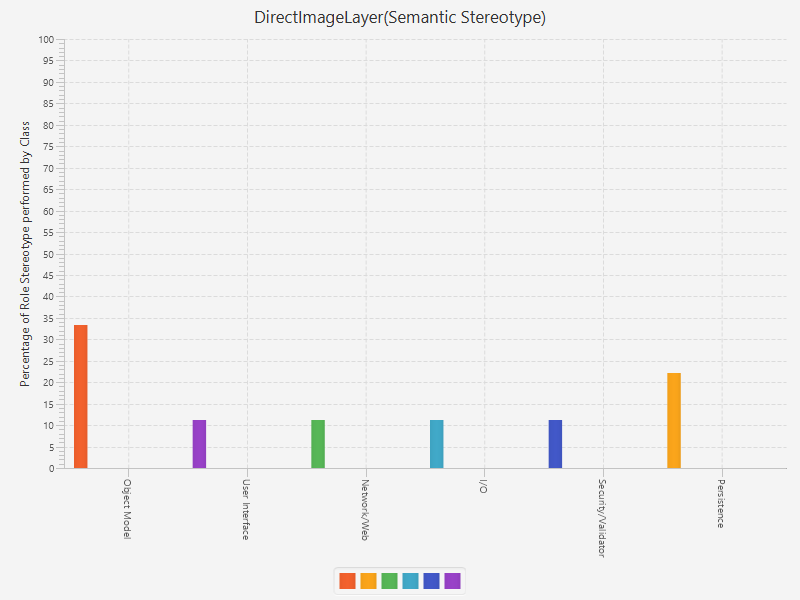 DirectImageLayer(Semantic Stereotype)
Percentage of Role Stereotype performed by Class
100
95
90
85
80
75
70
65
60
55
50
45
40
35
30
25
20
15
10
5
0
Object Model
User Interface
Network/Web
I/O
Security/Validator
Persistence